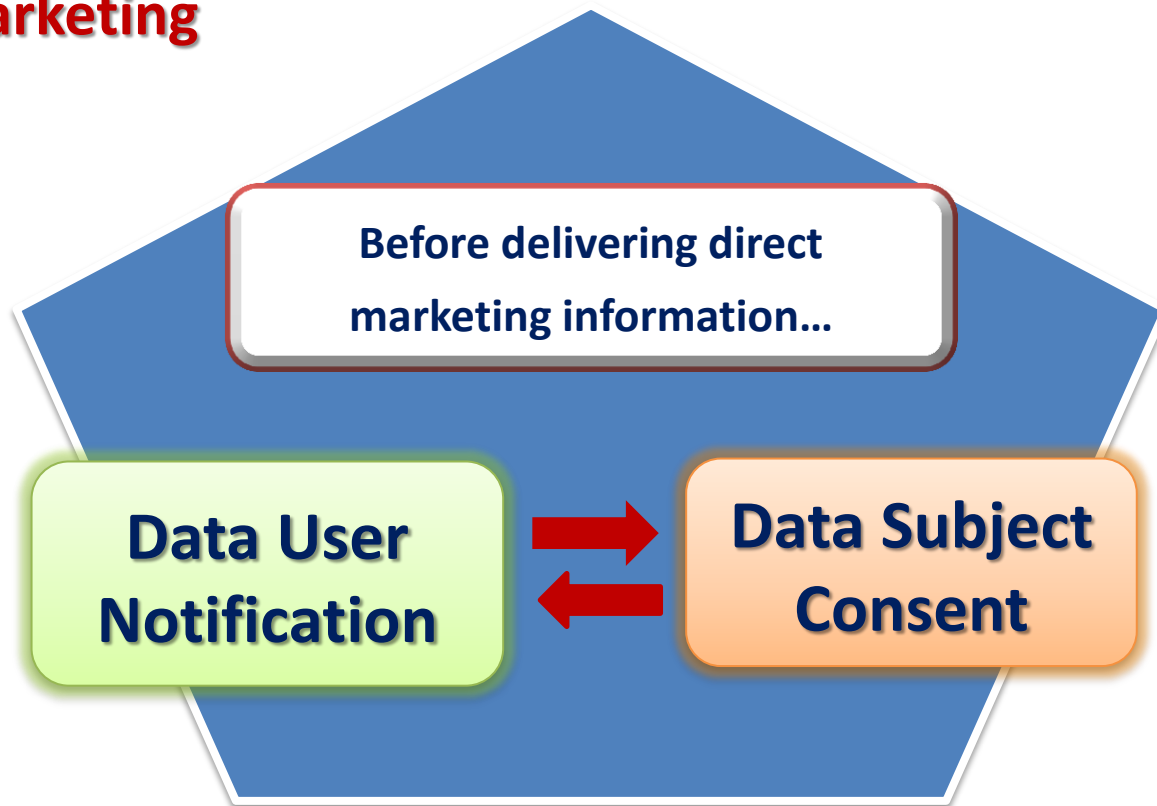 arketing
Before delivering direct
marketing information…
Data User
Notification
Data Subject
Consent